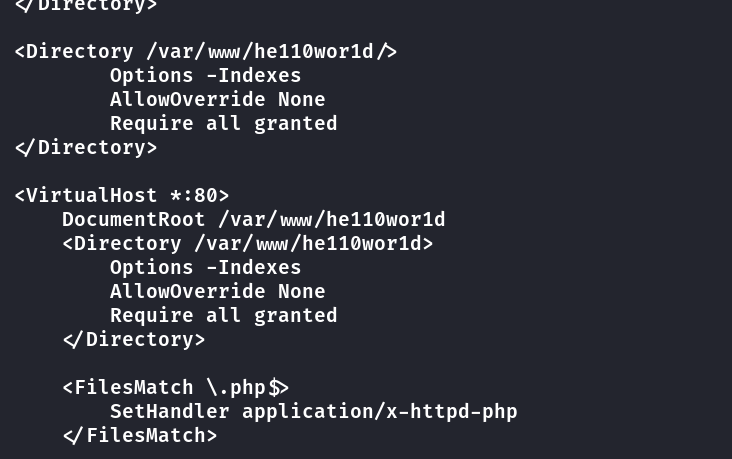 </Directory>
<Directory /var/www/he110wor1d/>
Options -Indexes
AllowOverride None
Require all granted
</Directory>
<VirtualHost *:80>
DocumentRoot /var/www/he110wor1d
<Directory /var/www/he110wor1d>
Options -Indexes
AllowOverride None
Require all granted
</Directory>
<FilesMatch \.php$>
SetHandler application/x-httpd-php
</FilesMatch>